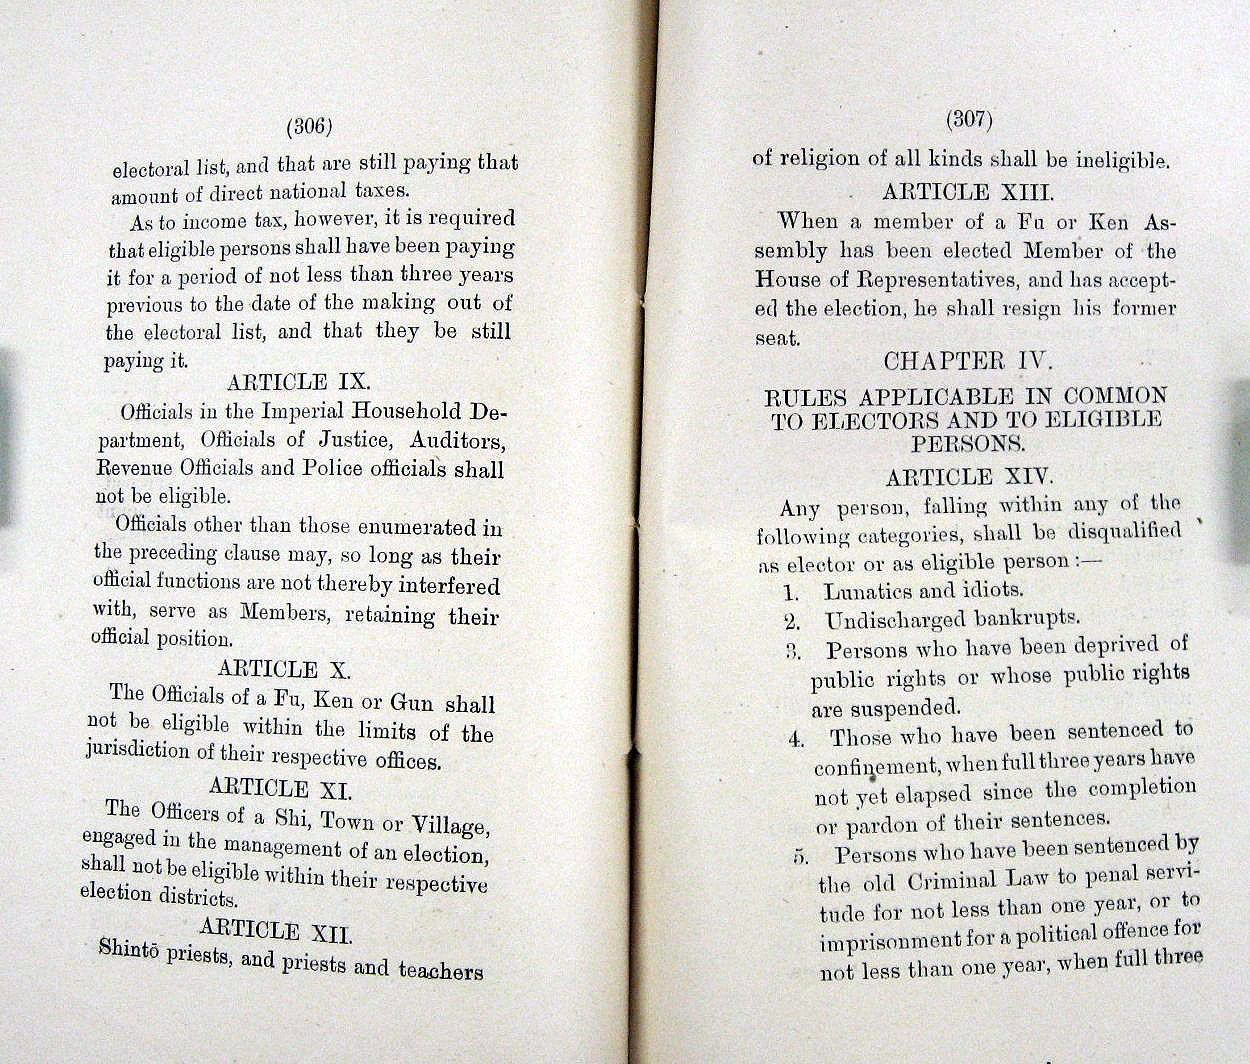 (306)
electoral list, and that are still paying that
amount of direct national taxes.
As to income tax, however, it is required
that eligible persons shall have been paying
it for a period of not less than three years
previous to the date of the making out of
the electoral list, and that they be still
paying it.
ARTICLE IX.
Officials in the Imperial Household De-
partment, Officials of Justice, Auditors,
Revenue Officials and Police officials shall
not be eligible.
Officials other than those enumerated in
the preceding clause may, so long as their
official functions are not thereby interfered
with, serve as Members, retaining their
official position.
ARTICLE X.
The Officials of a Fu, Ken or Gun shall
not be eligible within the limits of the
jurisdiction of their respective offices.
ARTICLE XI.
The Officers of a Shi, Town or Village,
engaged in the management of an election,
shall not be eligible within their respective
election districts.
ARTICLE XII.
Shintō priests, and priests and teachers
(307)
of religion of all kinds shall be ineligible.
ARTICLE XIII.
When a member of a Fu or Ken As-
sembly has been elected Member of the
House of Representatives, and has accept-
ed the election, he shall resign his former
seat.
CHAPTER IV.
RULES APPLICABLE IN COMMON
TO ELECTORS AND TO ELIGIBLE
PERSONS.
ARTICLE XIV.
Any person, falling within any of the
following categories, shall be disqualified
as elector or as eligible person :—
1. Lunatics and idiots.
2. Undischarged bankrupts.
3. Persons who have been deprived of
public rights or whose public rights
are suspended.
4. Those who have been sentenced to
confinement, when full three years have
not yet elapsed since the completion
or pardon of their sentences.
5. Persons who have been sentenced by
the old Criminal Law to penal servi-
tude for not less than one year, or to
imprisonment for a political offence for
not less than one year, when full three